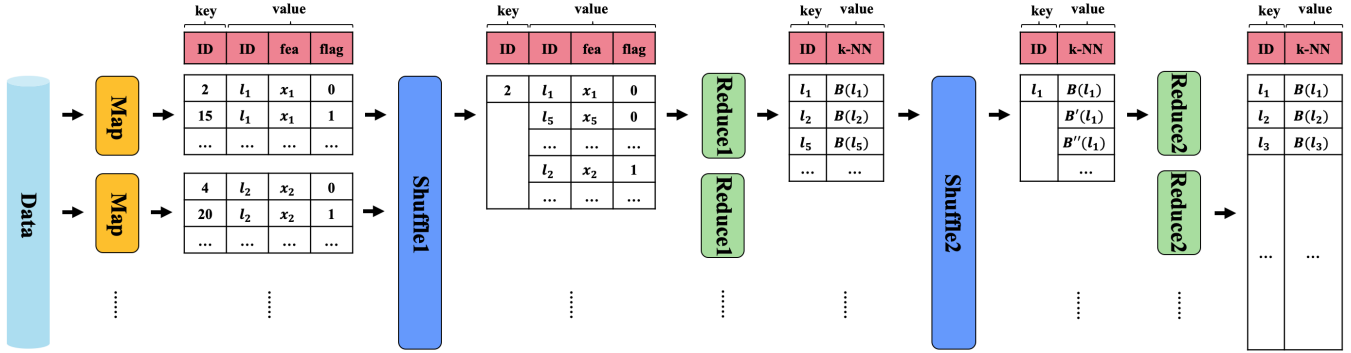 Data
Map
Map
key value
ID ID fea flag
2 l₁ x₁ 0
15 l₁ x₁ 1
... ... ... ...
4 l₂ x₂ 0
20 l₂ x₂ 1
... ... ... ...
Shuffle1
key value
ID ID fea flag
2 l₁ x₁ 0
l₅ x₅ 0
... ... ...
l₂ x₂ 1
... ... ...
Reduce1
Reduce1
key value
ID k-NN
l₁ B(l₁)
l₂ B(l₂)
l₅ B(l₅)
... ...
Shuffle2
key value
ID k-NN
l₁ B(l₁)
B'(l₁)
B''(l₁)
...
Reduce2
Reduce2
key value
ID k-NN
l₁ B(l₁)
l₂ B(l₂)
l₃ B(l₃)
... ...